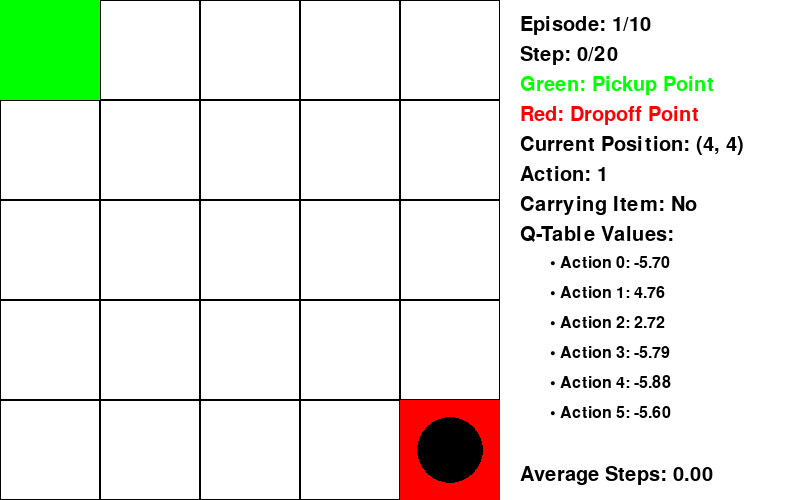 Episode: 1/10
Step: 0/20
Green: Pickup Point
Red: Dropoff Point
Current Position: (4, 4)
Action: 1
Carrying Item: No
Q-Table Values:
• Action 0: -5.70
• Action 1: 4.76
• Action 2: 2.72
• Action 3: -5.79
• Action 4: -5.88
• Action 5: -5.60
Average Steps: 0.00